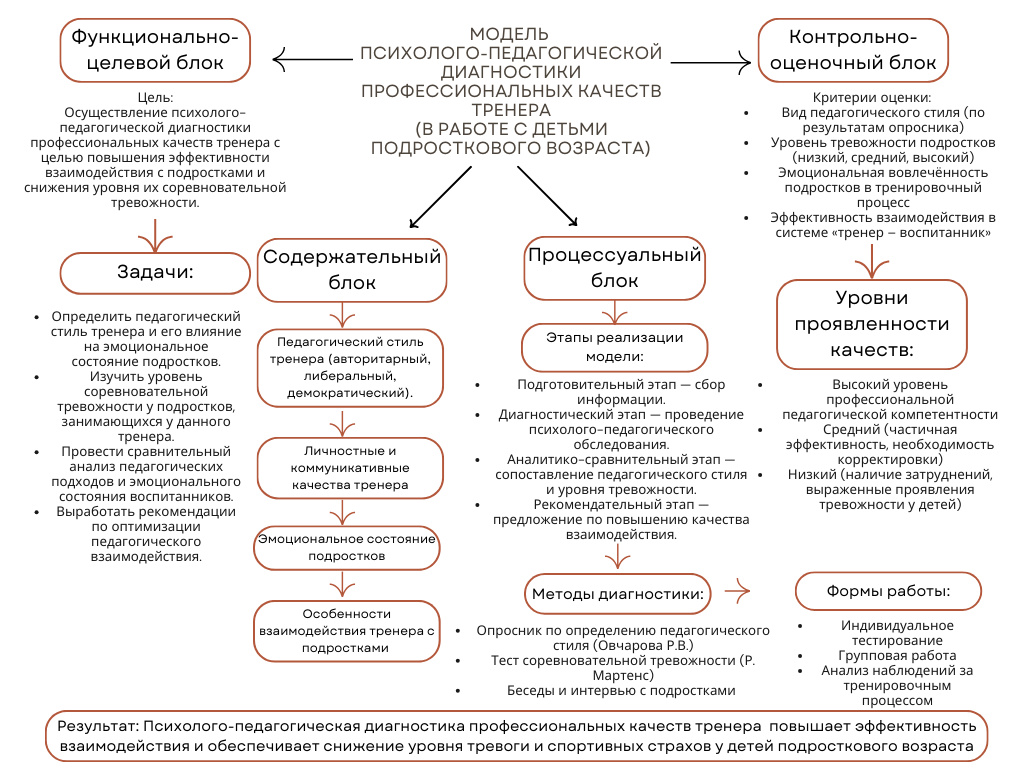 МОДЕЛЬ
ПСИХОЛОГО-ПЕДАГОГИЧЕСКОЙ
ДИАГНОСТИКИ
ПРОФЕССИОНАЛЬНЫХ КАЧЕСТВ
ТРЕНЕРА
(В РАБОТЕ С ДЕТЬМИ
ПОДРОСТКОВОГО ВОЗРАСТА)
Функционально-
целевой блок
Цель:
Осуществление психолого–
педагогической диагностики
профессиональных качеств тренера с
целью повышения эффективности
взаимодействия с подростками и
снижения уровня их соревновательной
тревожности.
Задачи:
• Определить педагогический
стиль тренера и его влияние
на эмоциональное
состояние подростков.
• Изучить уровень
соревновательной
тревожности у подростков,
занимающихся у данного
тренера.
• Провести сравнительный
анализ педагогических
подходов и эмоционального
состояния воспитанников.
• Выработать рекомендации
по оптимизации
педагогического
взаимодействия.
Содержательный
блок
Педагогический стиль
тренера (авторитарный,
либеральный,
демократический).
Личностные и
коммуникативные
качества тренера
Эмоциональное состояние
подростков
Особенности
взаимодействия тренера с
подростками
Процессуальный
блок
Этапы реализации
модели:
• Подготовительный этап — сбор
информации.
• Диагностический этап — проведение
психолого–педагогического
обследования.
• Аналитико–сравнительный этап —
сопоставление педагогического стиля
и уровня тревожности.
• Рекомендательный этап —
предложение по повышению качества
взаимодействия.
Методы диагностики:
• Опросник по определению педагогического
стиля (Овчарова Р.В.)
• Тест соревновательной тревожности (Р.
Мартенс)
• Беседы и интервью с подростками
Контрольно-
оценочный блок
Критерии оценки:
• Вид педагогического стиля (по
результатам опросника)
• Уровень тревожности подростков
(низкий, средний, высокий)
• Эмоциональная вовлечённость
подростков в тренировочный
процесс
• Эффективность взаимодействия в
системе «тренер – воспитанник»
Уровни
проявленности
качеств:
• Высокий уровень
профессиональной
педагогической компетентности
• Средний (частичная
эффективность, необходимость
корректировки)
• Низкий (наличие затруднений,
выраженные проявления
тревожности у детей)
Формы работы:
• Индивидуальное
тестирование
• Групповая работа
• Анализ наблюдений за
тренировочным
процессом
Результат: Психолого-педагогическая диагностика профессиональных качеств тренера повышает эффективность
взаимодействия и обеспечивает снижение уровня тревоги и спортивных страхов у детей подросткового возраста